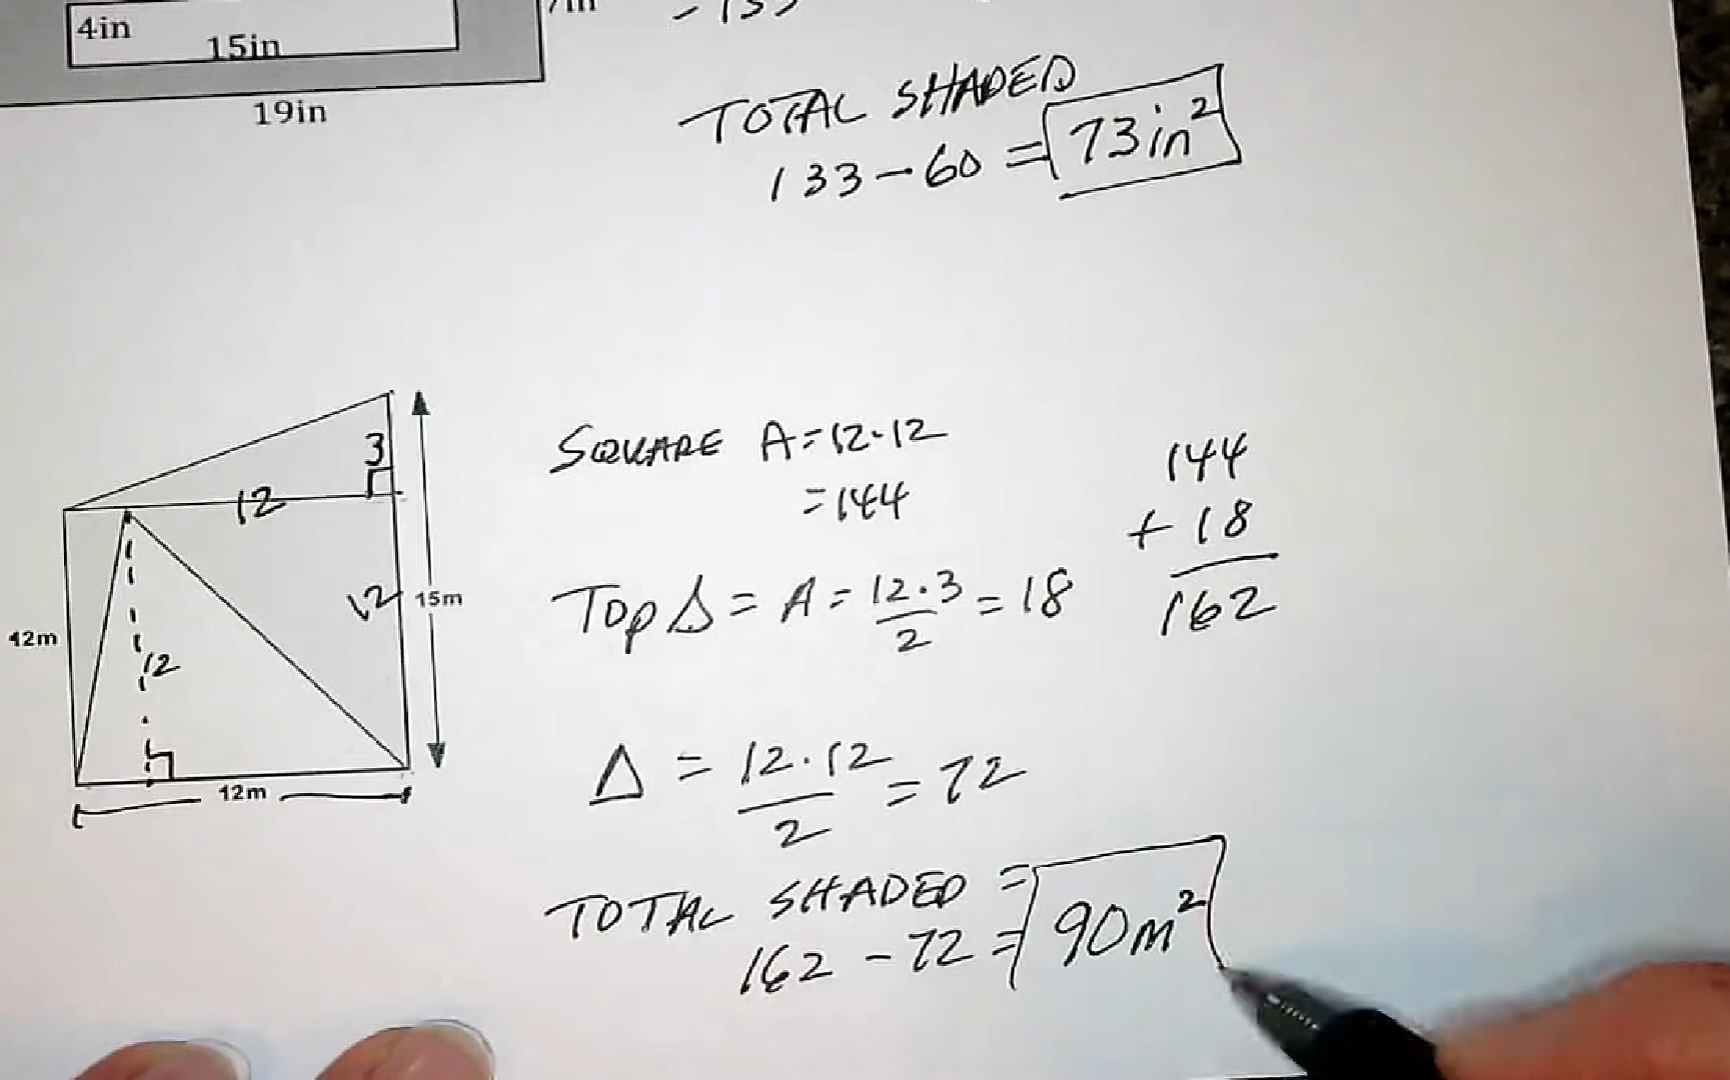 4in
15in
19in
TOTAL SHADED
133-60 = 73in²
3
12
12
15m
12m
12
12m
SQUARE A=12·12
=144
Top Δ = A = 12·3/2 = 18
144
+ 18
162
Δ = 12·12/2 = 72
TOTAL SHADED =
162 - 72 = 90m²